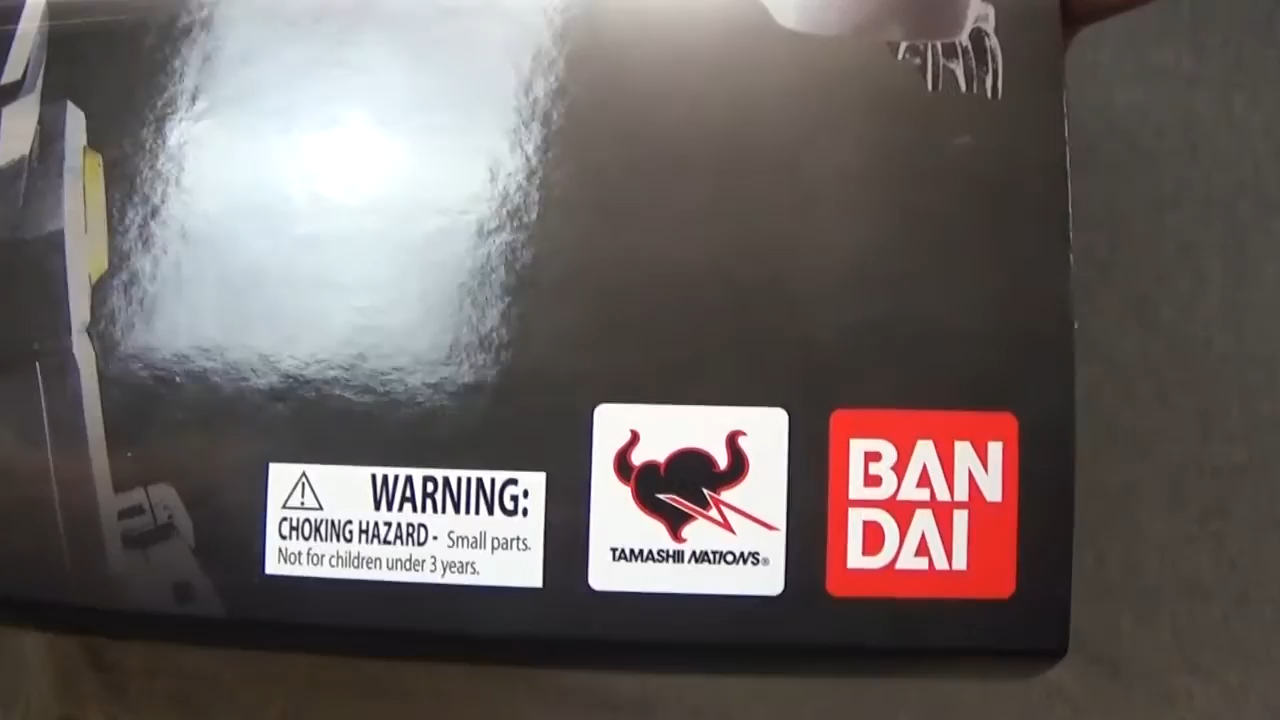 WARNING:
CHOKING HAZARD - Small parts.
Not for children under 3 years.
TAMASHII NATIONS®
BAN
DAI